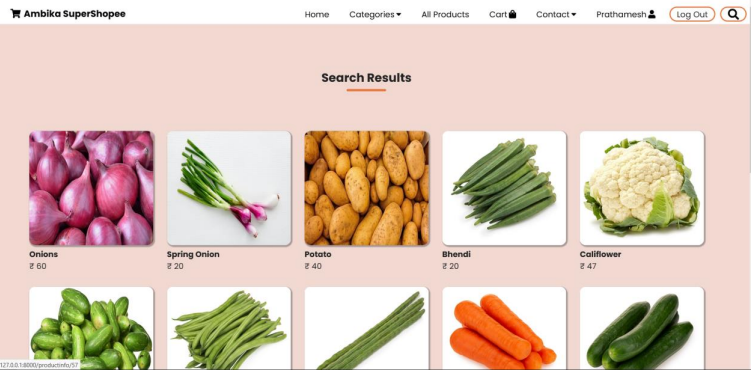 Ambika SuperShopee Home Categories All Products Cart Contact Prathamesh Log Out
Search Results
Onions Spring Onion Potato Bhendi Califlower
₹ 60 ₹ 20 ₹ 40 ₹ 20 ₹ 47
127.0.0.1:8000/productinfo/57